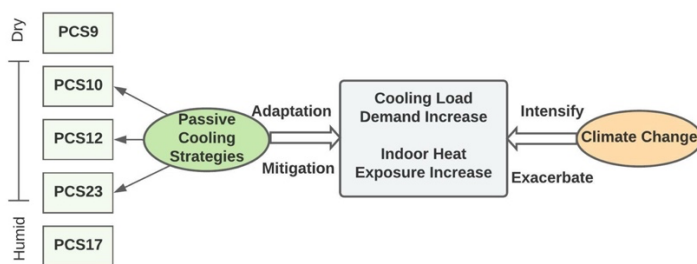 Dry
PCS9
PCS10
PCS12
PCS23
Humid
PCS17
Passive
Cooling
Strategies
Adaptation
Mitigation
Cooling Load
Demand Increase
Indoor Heat
Exposure Increase
Intensify
Exacerbate
Climate Change